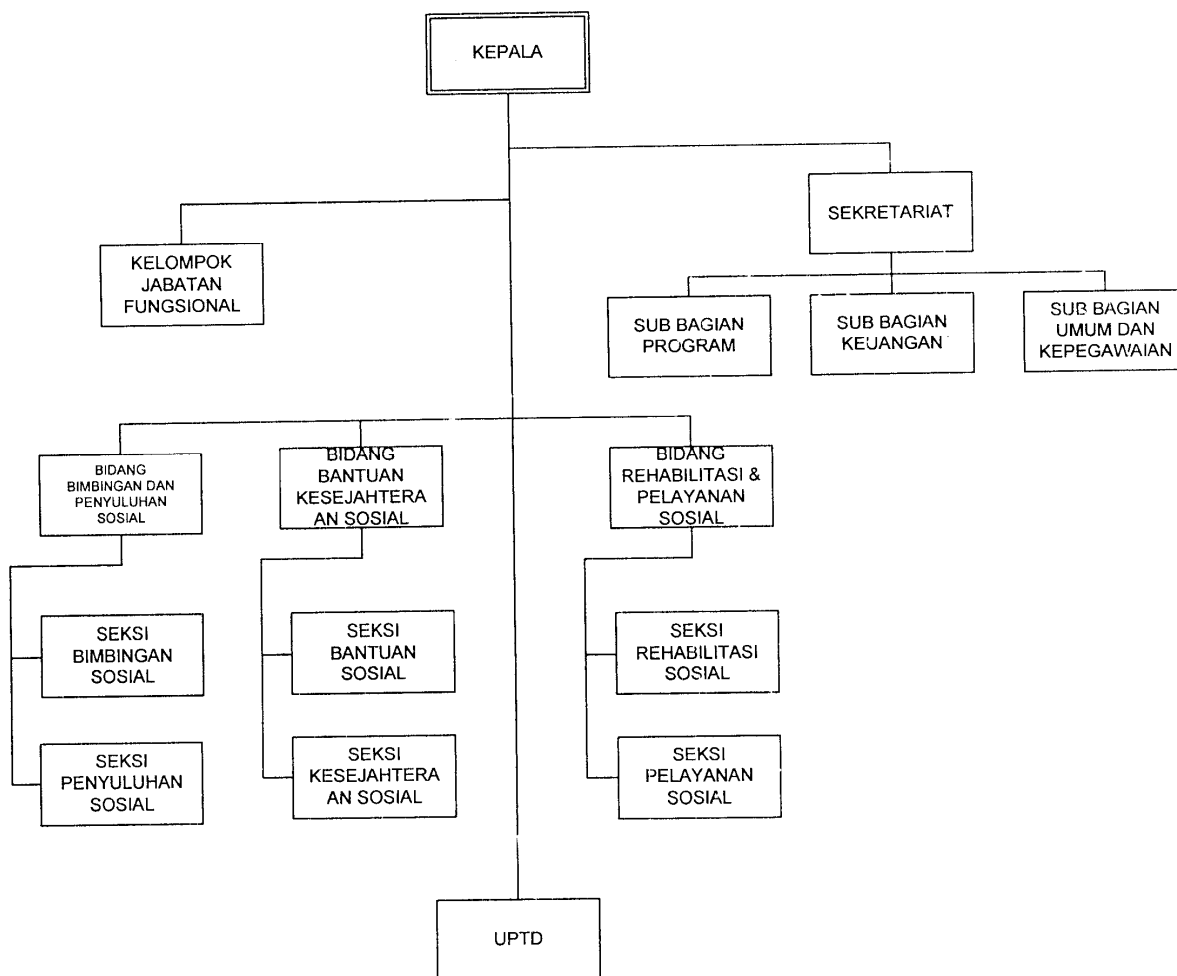 KEPALA
SEKRETARIAT
KELOMPOK
JABATAN
FUNGSIONAL
SUB BAGIAN
PROGRAM
SUB BAGIAN
KEUANGAN
SUB BAGIAN
UMUM DAN
KEPEGAWAIAN
BIDANG
BIMBINGAN DAN
PENYULUHAN
SOSIAL
BIDANG
BANTUAN
KESEJAHTERA
AN SOSIAL
BIDANG
REHABILITASI &
PELAYANAN
SOSIAL
SEKSI
BIMBINGAN
SOSIAL
SEKSI
BANTUAN
SOSIAL
SEKSI
REHABILITASI
SOSIAL
SEKSI
PENYULUHAN
SOSIAL
SEKSI
KESEJAHTERA
AN SOSIAL
SEKSI
PELAYANAN
SOSIAL
UPTD